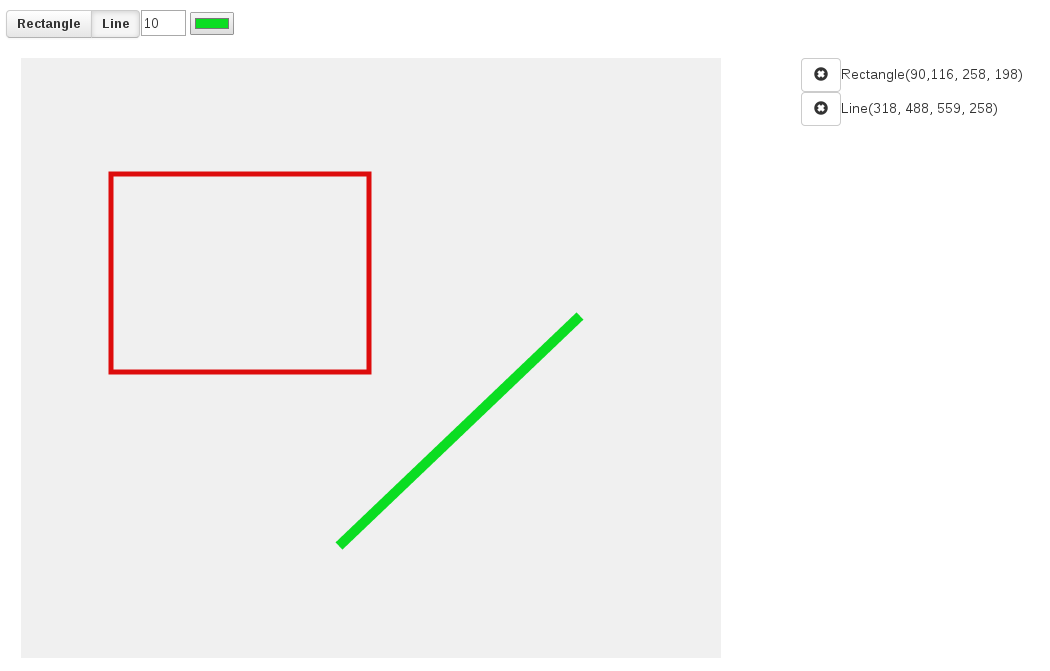 Rectangle Line 10
Rectangle(90,116, 258, 198)
Line(318, 488, 559, 258)